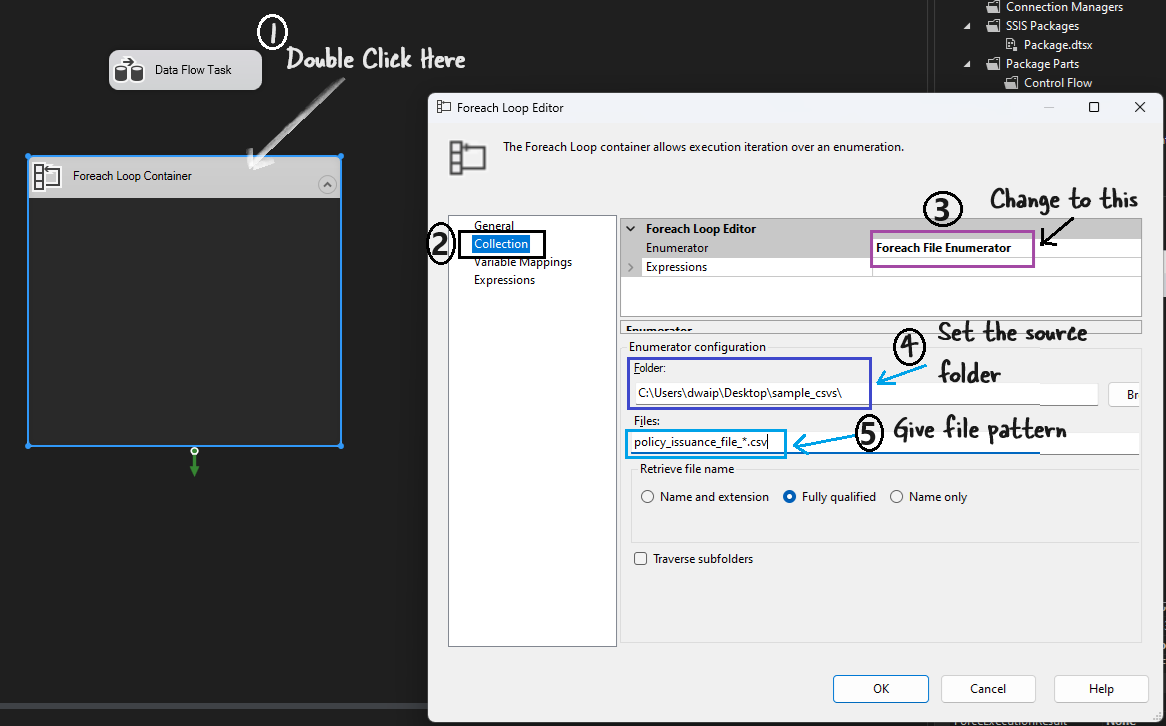 ①
Double Click Here
Data Flow Task
Foreach Loop Container
Connection Managers
SSIS Packages
Package.dtsx
Package Parts
Control Flow
Foreach Loop Editor
The Foreach Loop container allows execution iteration over an enumeration.
②
General
Collection
Variable Mappings
Expressions
③ Change to this
Foreach Loop Editor
Enumerator Foreach File Enumerator
Expressions
Enumerator
Enumerator configuration
④ Set the source
folder
Folder:
C:\Users\dwaip\Desktop\sample_csvs\
Br
Files:
⑤ Give file pattern
policy_issuance_file_*.csv
Retrieve file name
Name and extension Fully qualified Name only
Traverse subfolders
OK Cancel Help
ForceExecutionResult None